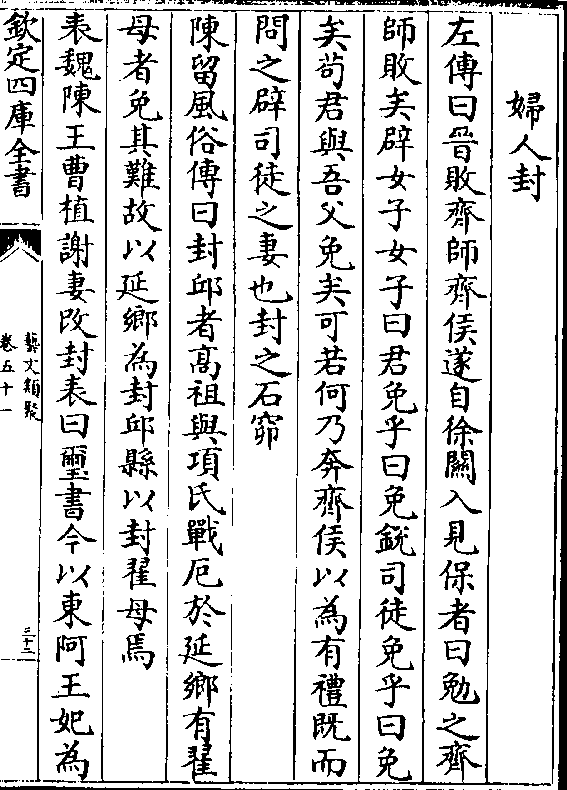 婦人封
左傳曰晉敗齊師齊侯遂自徐關入見保者曰勉之齊
師敗矣辟女子女子曰君免乎曰免銳司徒免乎曰免
矣茍君與吾父免矣可若何乃奔齊侯以為有禮既而
問之辟司徒之妻也封之石窌
陳留風俗傳曰封邱者高祖與項氏戰厄於延鄉有翟
母者免其難故以延鄉為封邱縣以封翟母焉
表魏陳王曹植謝妻改封表曰璽書今以東阿王妃為
欽定四庫全書
藝文類聚
卷五十一
三十二